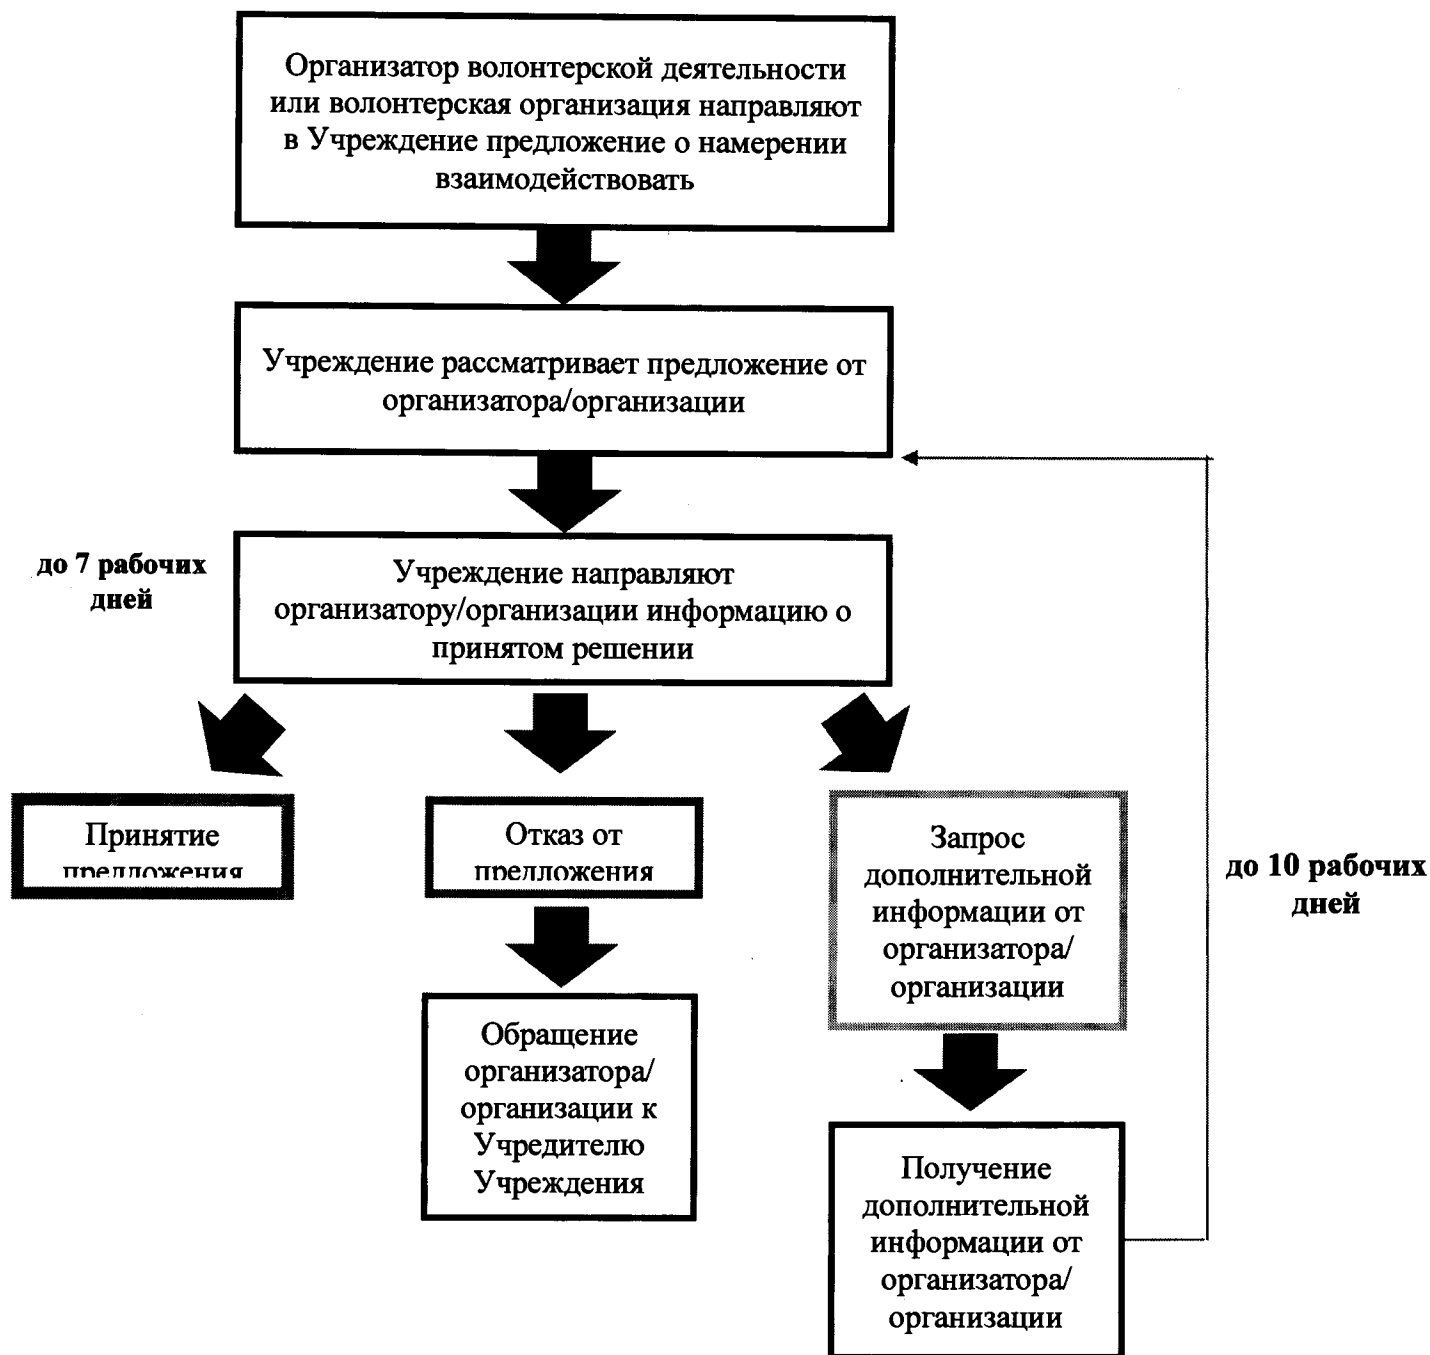 Организатор волонтерской деятельности
или волонтерская организация направляют
в Учреждение предложение о намерении
взаимодействовать
Учреждение рассматривает предложение от
организатора/организации
до 7 рабочих
дней
Учреждение направляют
организатору/организации информацию о
принятом решении
Принятие
предложения
Отказ от
предложения
Запрос
дополнительной
информации от
организатора/
организации
до 10 рабочих
дней
Обращение
организатора/
организации к
Учредителю
Учреждения
Получение
дополнительной
информации от
организатора/
организации